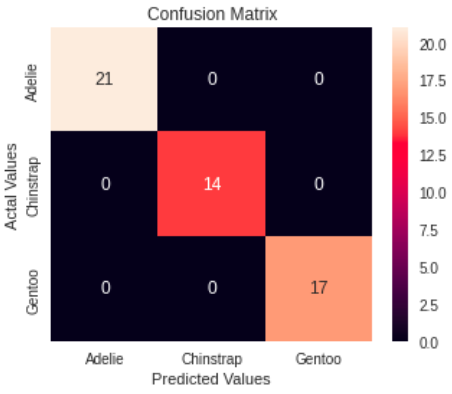 Confusion Matrix
Actal Values
Adelie
21 0 0
Chinstrap
0 14 0
Gentoo
0 0 17
Adelie Chinstrap Gentoo
Predicted Values
20.0
17.5
15.0
12.5
10.0
7.5
5.0
2.5
0.0